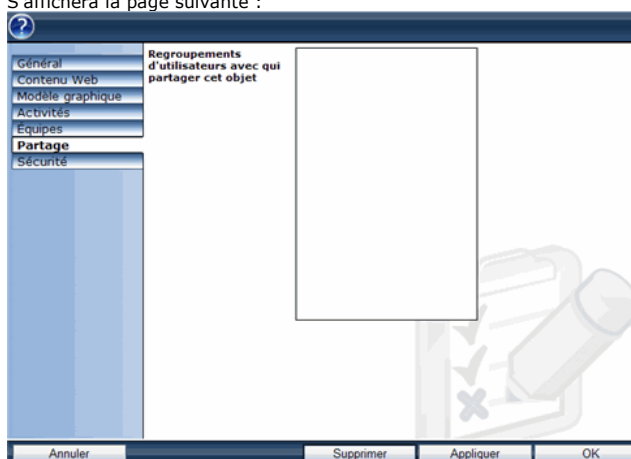 S'affichera la page suivante :
?
Général
Contenu Web
Modèle graphique
Activités
Équipes
Partage
Sécurité
Regroupements
d'utilisateurs avec qui
partager cet objet
Annuler
Supprimer
Appliquer
OK